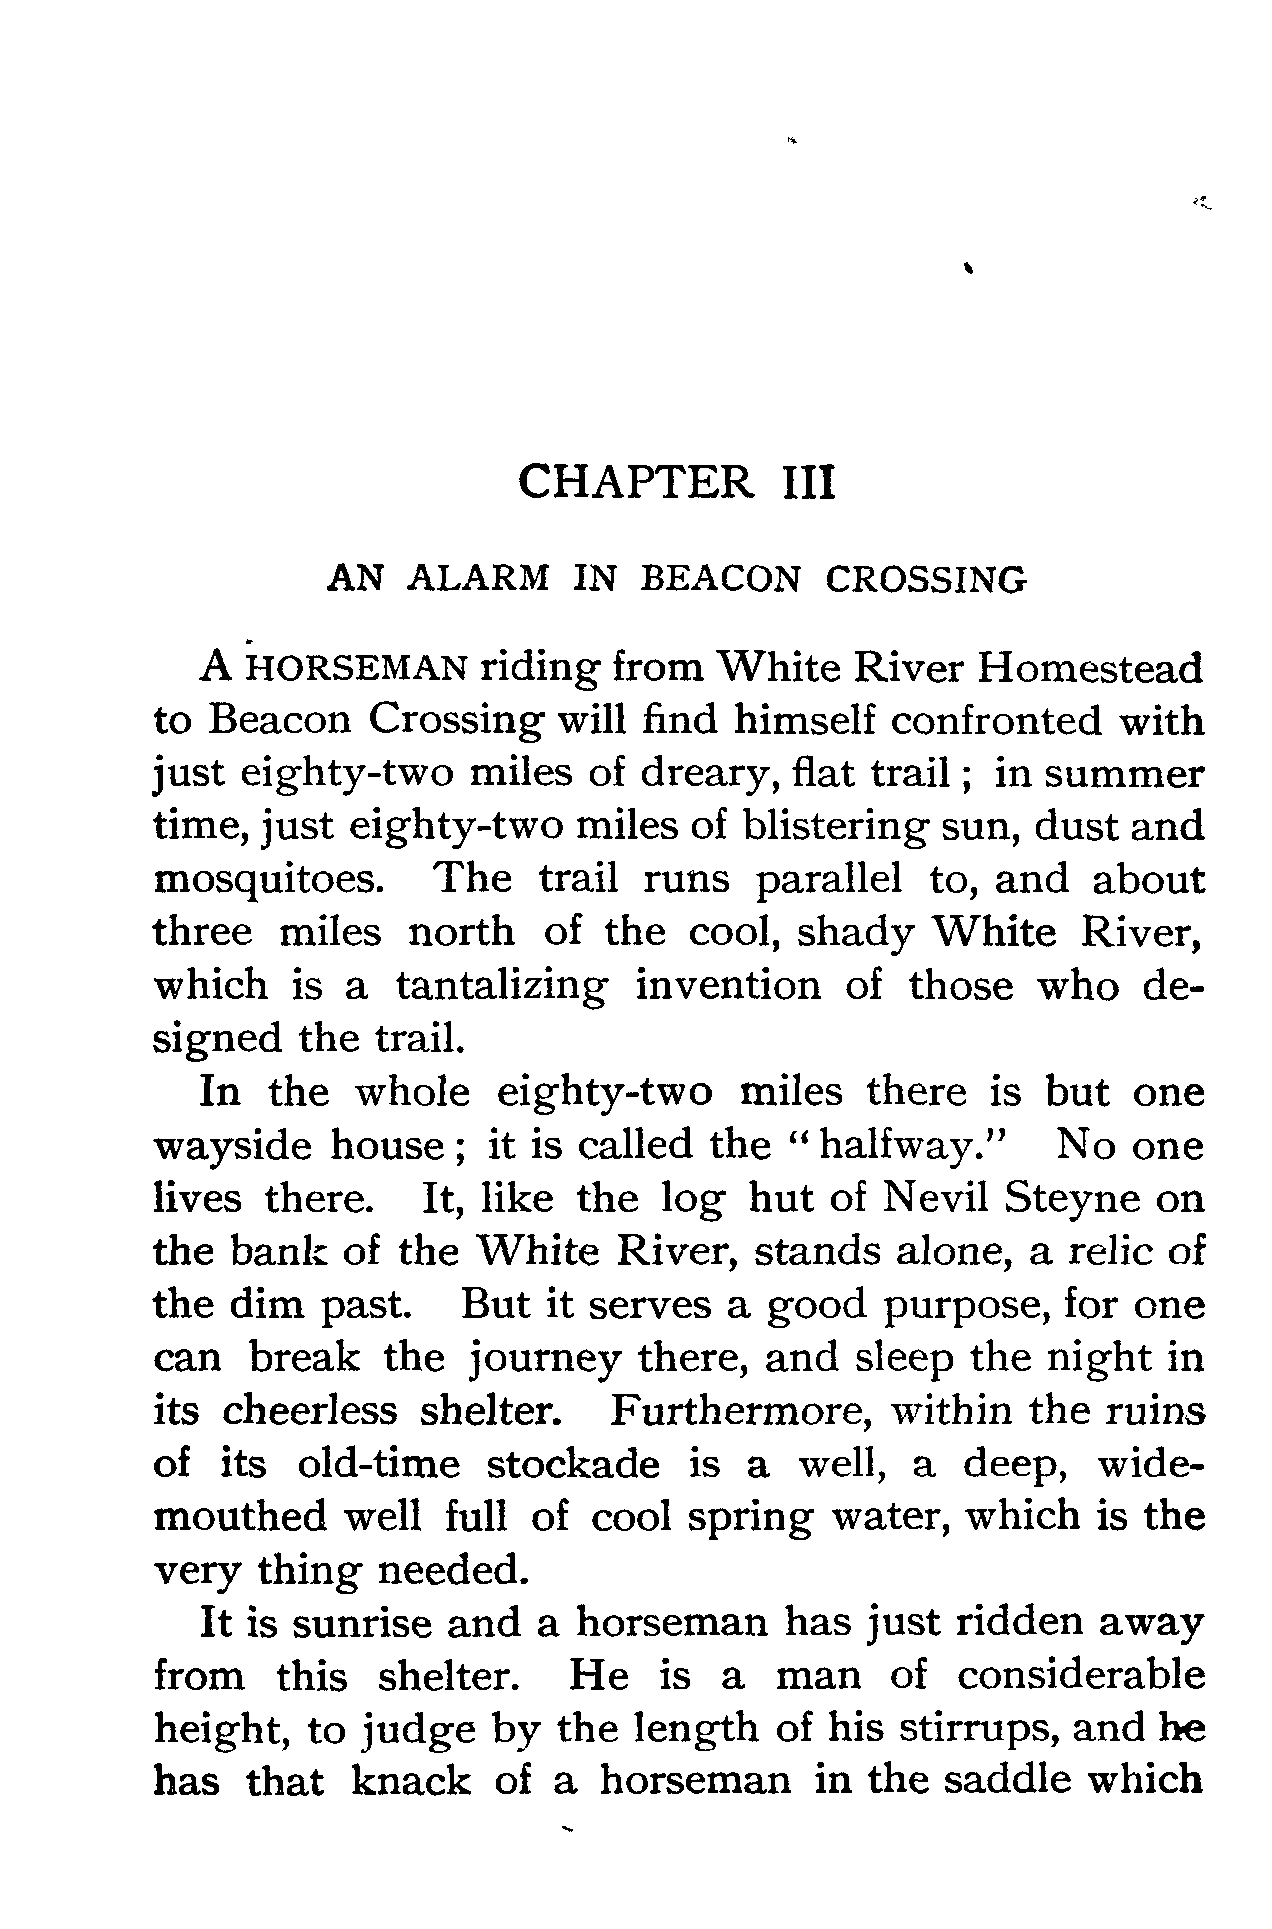 CHAPTER III
AN ALARM IN BEACON CROSSING
A HORSEMAN riding from White River Homestead
to Beacon Crossing will find himself confronted with
just eighty-two miles of dreary, flat trail ; in summer
time, just eighty-two miles of blistering sun, dust and
mosquitoes. The trail runs parallel to, and about
three miles north of the cool, shady White River,
which is a tantalizing invention of those who de-
signed the trail.
In the whole eighty-two miles there is but one
wayside house ; it is called the “ halfway.” No one
lives there. It, like the log hut of Nevil Steyne on
the bank of the White River, stands alone, a relic of
the dim past. But it serves a good purpose, for one
can break the journey there, and sleep the night in
its cheerless shelter. Furthermore, within the ruins
of its old-time stockade is a well, a deep, wide-
mouthed well full of cool spring water, which is the
very thing needed.
It is sunrise and a horseman has just ridden away
from this shelter. He is a man of considerable
height, to judge by the length of his stirrups, and he
has that knack of a horseman in the saddle which